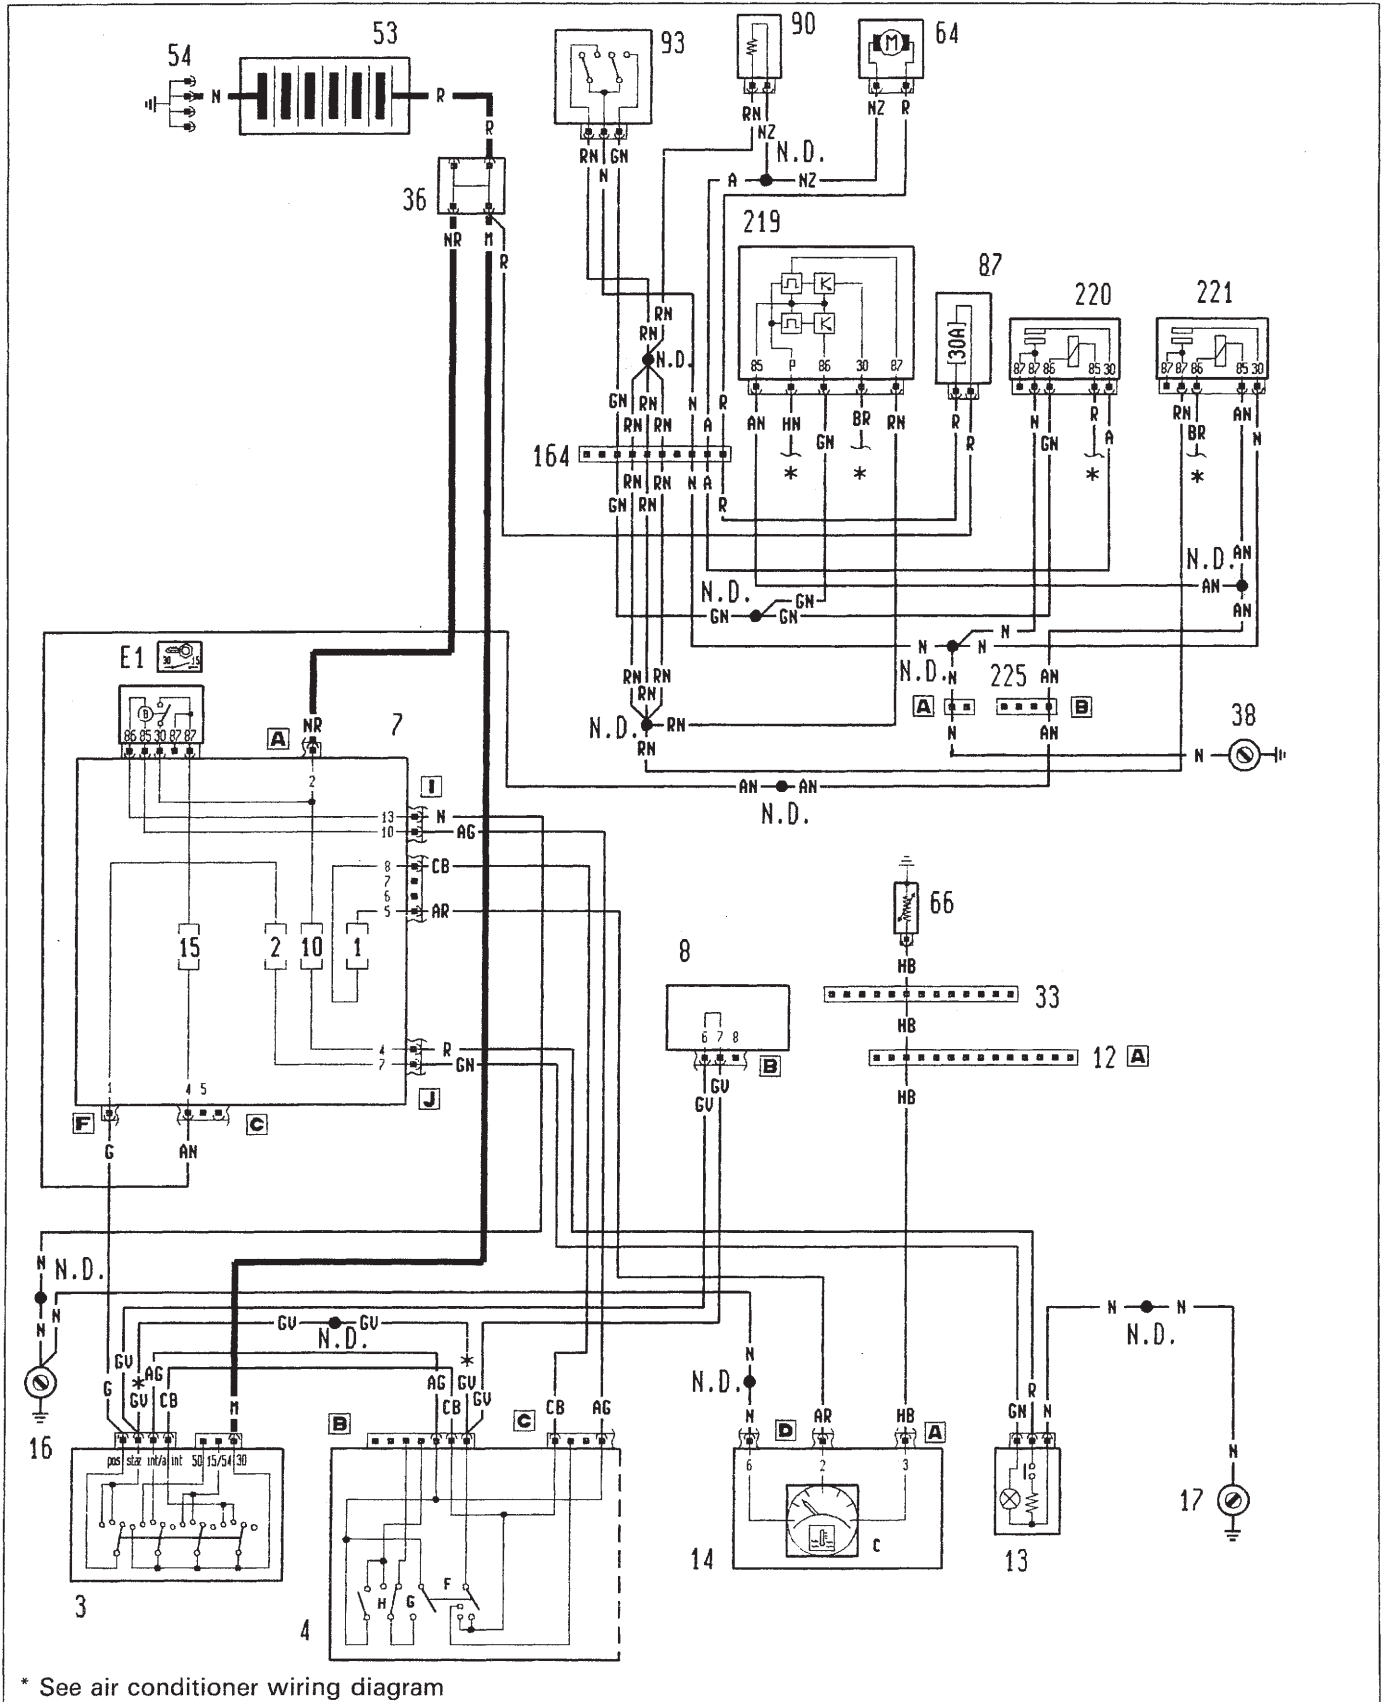 53
54
N
R
R
36
NR
M
R
93
RN
GN
N
90
RN
NZ
N.D.
A
NZ
64
NZ
R
219
85
P
86
30
87
AN
HN
GN
BR
RN
*
*
87
30A
R
R
220
87
87
86
85
30
N
GN
R
A
*
221
87
87
86
85
30
RN
BR
AN
N
*
RN
RN
N.D.
GN
RN
RN
RN
N
A
R
164
GN
RN
RN
RN
N
A
R
N.D.
AN
AN
AN
N.D.
GN
GN
GN
N
N
N
N.D.
N
225
AN
A
B
N
AN
38
N
RN
RN
RN
N.D.
RN
RN
AN
AN
N.D.
E1
30
15
B
86
85
30
87
87
A
NR
7
2
I
13
N
10
AG
8
CB
7
6
5
AR
15
2
10
1
4
R
7
GN
J
1
4
5
F
C
G
AN
66
HB
33
HB
12
A
HB
8
6
7
8
B
GV
GV
N
N.D.
N
N
GV
GV
N.D.
GV
*
GV
AG
CB
G
M
*
AG
CB
GV
GV
B
C
CB
AG
16
pos
staz
int/a
int
50
15/54
30
3
H
G
F
4
N
N.D.
N
D
AR
HB
A
6
2
3
C
14
GN
R
N
13
N
N
N.D.
N
17
* See air conditioner wiring diagram